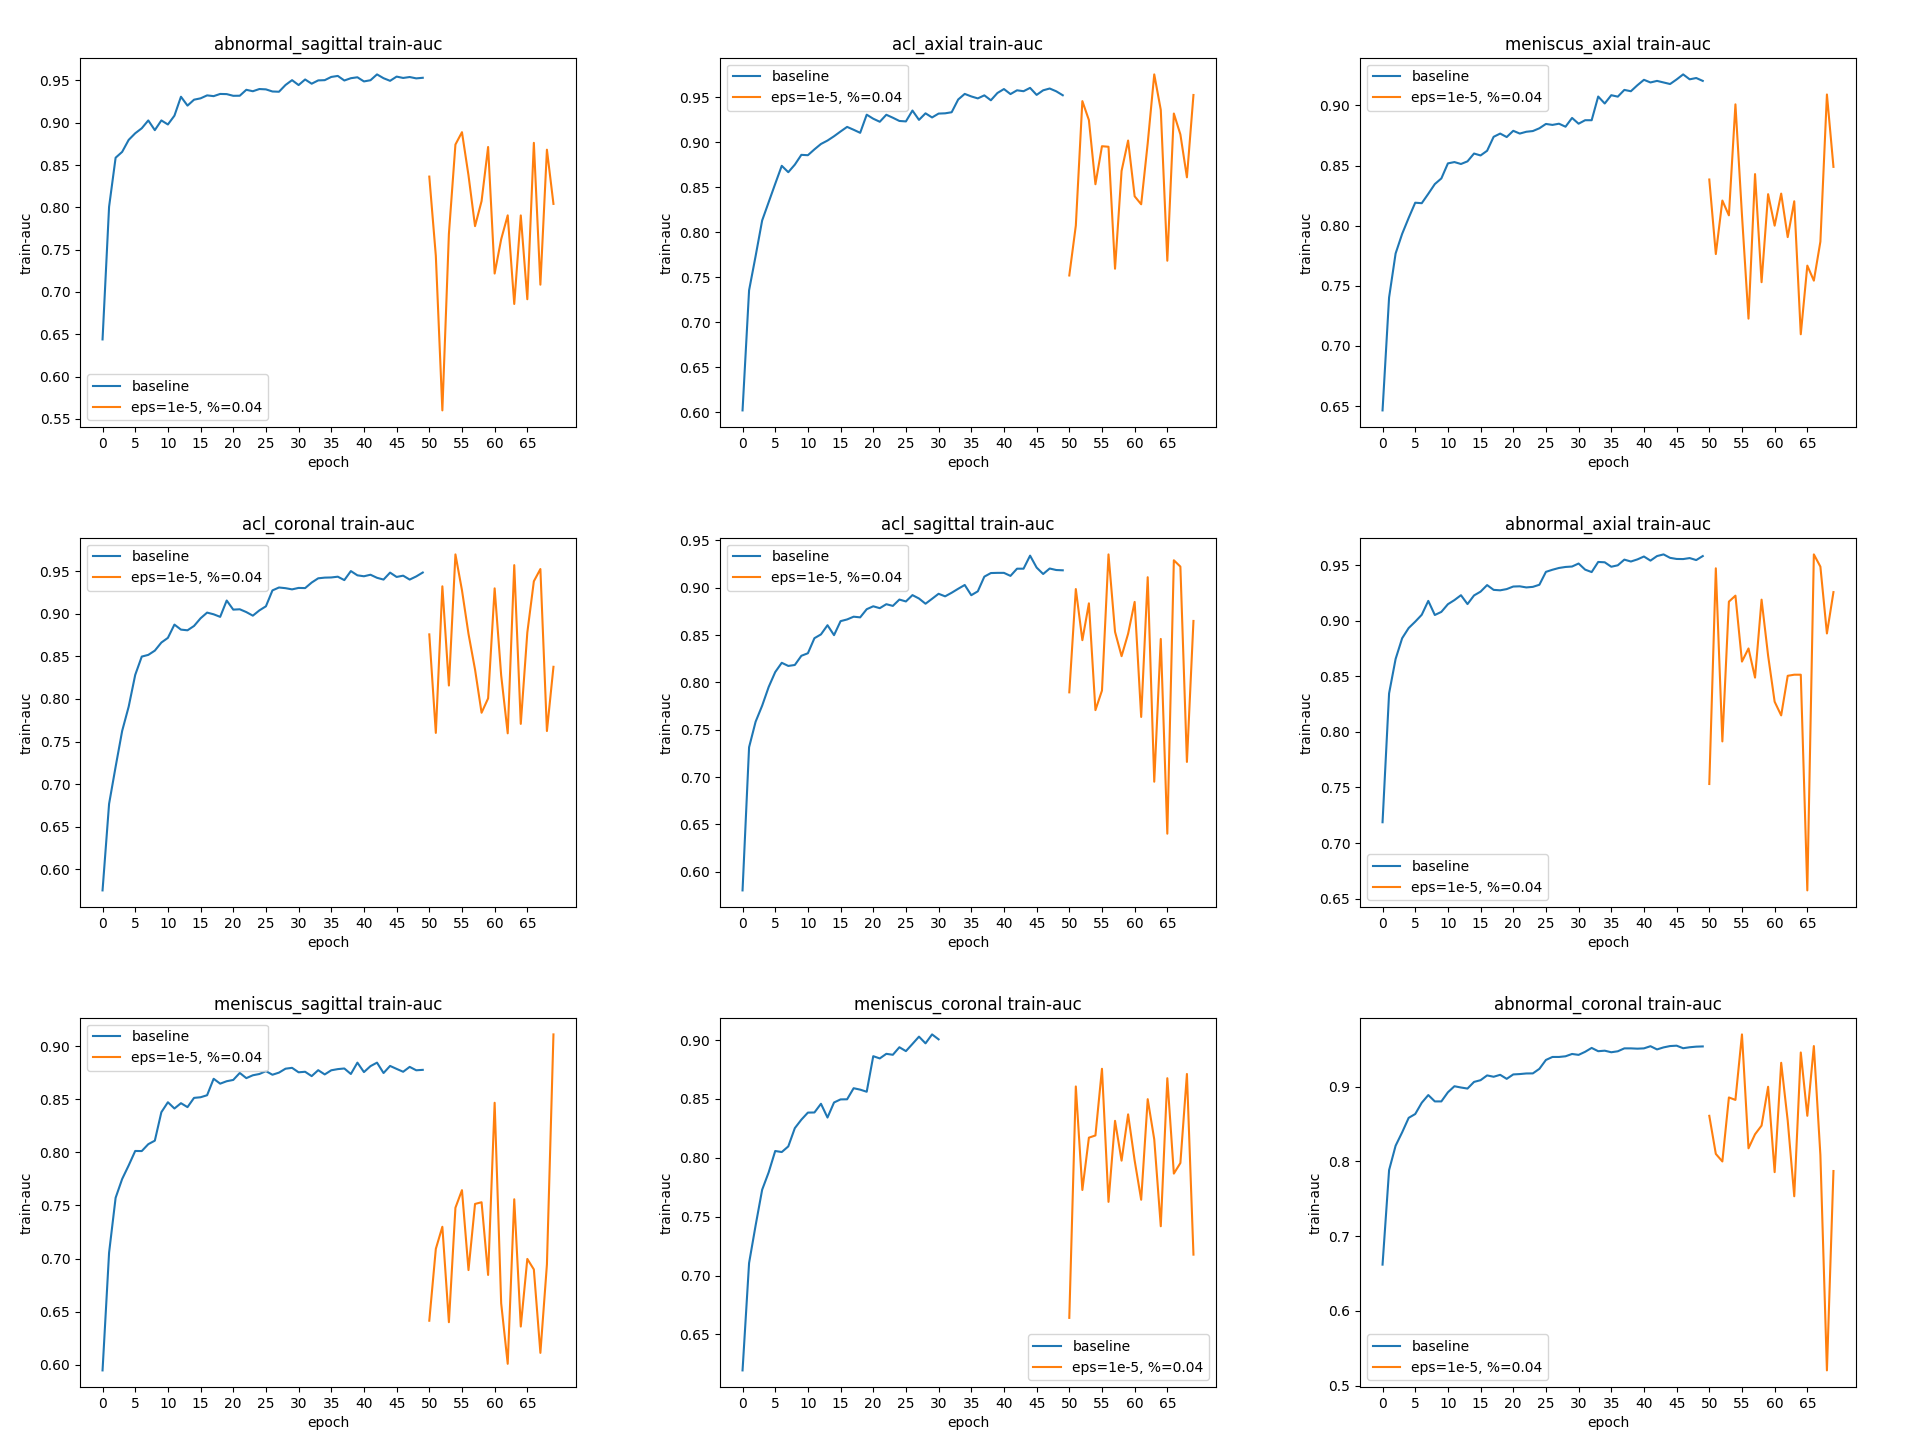 abnormal_sagittal train-auc
train-auc
0.95
0.90
0.85
0.80
0.75
0.70
0.65
0.60
0.55
baseline
eps=1e-5, %=0.04
0 5 10 15 20 25 30 35 40 45 50 55 60 65
epoch
acl_axial train-auc
train-auc
baseline
eps=1e-5, %=0.04
0.95
0.90
0.85
0.80
0.75
0.70
0.65
0.60
0 5 10 15 20 25 30 35 40 45 50 55 60 65
epoch
meniscus_axial train-auc
train-auc
baseline
eps=1e-5, %=0.04
0.90
0.85
0.80
0.75
0.70
0.65
0 5 10 15 20 25 30 35 40 45 50 55 60 65
epoch
acl_coronal train-auc
train-auc
baseline
eps=1e-5, %=0.04
0.95
0.90
0.85
0.80
0.75
0.70
0.65
0.60
0 5 10 15 20 25 30 35 40 45 50 55 60 65
epoch
acl_sagittal train-auc
train-auc
baseline
eps=1e-5, %=0.04
0.95
0.90
0.85
0.80
0.75
0.70
0.65
0.60
0 5 10 15 20 25 30 35 40 45 50 55 60 65
epoch
abnormal_axial train-auc
train-auc
0.95
0.90
0.85
0.80
0.75
0.70
0.65
baseline
eps=1e-5, %=0.04
0 5 10 15 20 25 30 35 40 45 50 55 60 65
epoch
meniscus_sagittal train-auc
train-auc
baseline
eps=1e-5, %=0.04
0.90
0.85
0.80
0.75
0.70
0.65
0.60
0 5 10 15 20 25 30 35 40 45 50 55 60 65
epoch
meniscus_coronal train-auc
train-auc
0.90
0.85
0.80
0.75
0.70
0.65
baseline
eps=1e-5, %=0.04
0 5 10 15 20 25 30 35 40 45 50 55 60 65
epoch
abnormal_coronal train-auc
train-auc
0.9
0.8
0.7
0.6
0.5
baseline
eps=1e-5, %=0.04
0 5 10 15 20 25 30 35 40 45 50 55 60 65
epoch